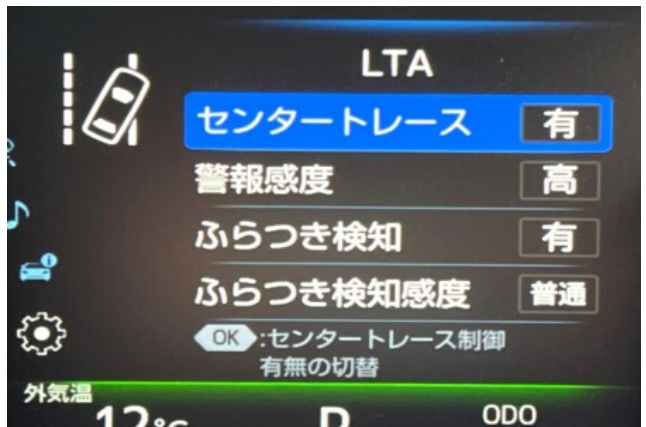 LTA
センタートレース 有
警報感度 高
ふらつき検知 有
ふらつき検知感度 普通
OK :センタートレース制御
有無の切替
外気温
12℃ P ODO